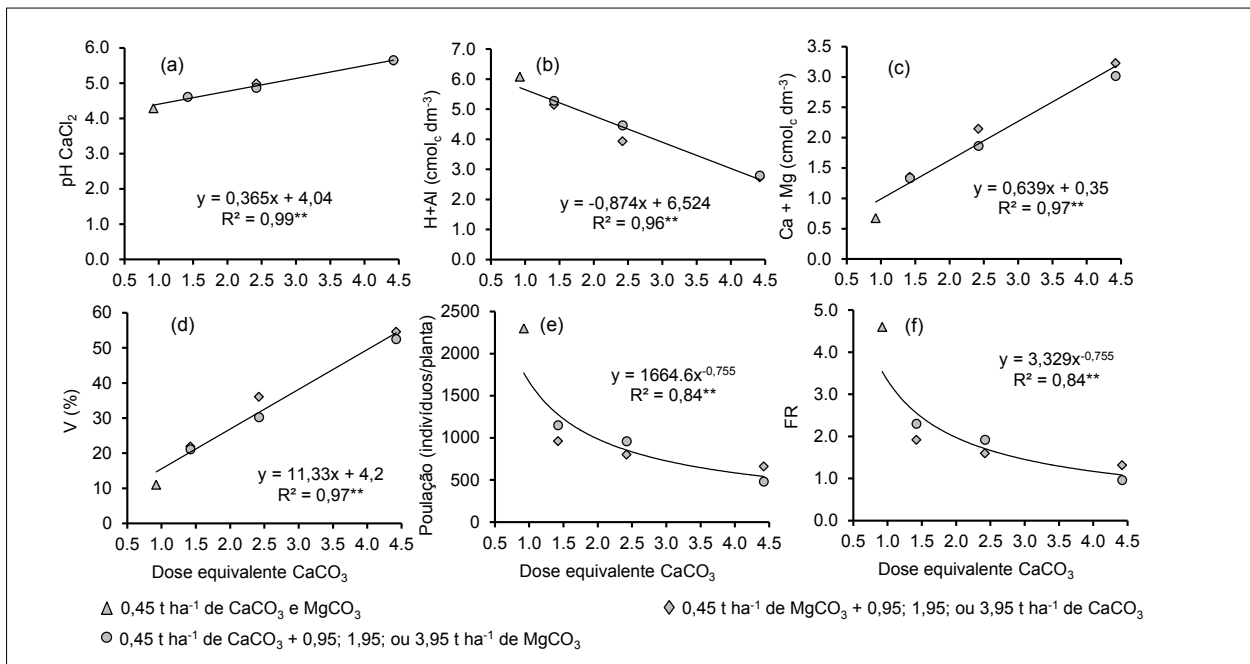 (a)
pH CaCl2
6.0
5.0
4.0
3.0
2.0
1.0
0.0
y = 0,365x + 4,04
R² = 0,99**
0.5 1.0 1.5 2.0 2.5 3.0 3.5 4.0 4.5
(b)
H+Al (cmolc dm-3)
7.0
6.0
5.0
4.0
3.0
2.0
1.0
0.0
y = -0,874x + 6,524
R² = 0,96**
0.5 1.0 1.5 2.0 2.5 3.0 3.5 4.0 4.5
(c)
Ca + Mg (cmolc dm-3)
3.5
3.0
2.5
2.0
1.5
1.0
0.5
0.0
y = 0,639x + 0,35
R² = 0,97**
0.5 1.0 1.5 2.0 2.5 3.0 3.5 4.0 4.5
(d)
V (%)
60
50
40
30
20
10
0
y = 11,33x + 4,2
R² = 0,97**
0.5 1.0 1.5 2.0 2.5 3.0 3.5 4.0 4.5
Dose equivalente CaCO3
(e)
Poulação (indivíduos/planta)
2500
2000
1500
1000
500
0
y = 1664.6x-0,755
R² = 0,84**
0.5 1.0 1.5 2.0 2.5 3.0 3.5 4.0 4.5
Dose equivalente CaCO3
(f)
FR
5.0
4.0
3.0
2.0
1.0
0.0
y = 3,329x-0,755
R² = 0,84**
0.5 1.0 1.5 2.0 2.5 3.0 3.5 4.0 4.5
Dose equivalente CaCO3
0,45 t ha-1 de CaCO3 e MgCO3
0,45 t ha-1 de MgCO3 + 0,95; 1,95; ou 3,95 t ha-1 de CaCO3
0,45 t ha-1 de CaCO3 + 0,95; 1,95; ou 3,95 t ha-1 de MgCO3